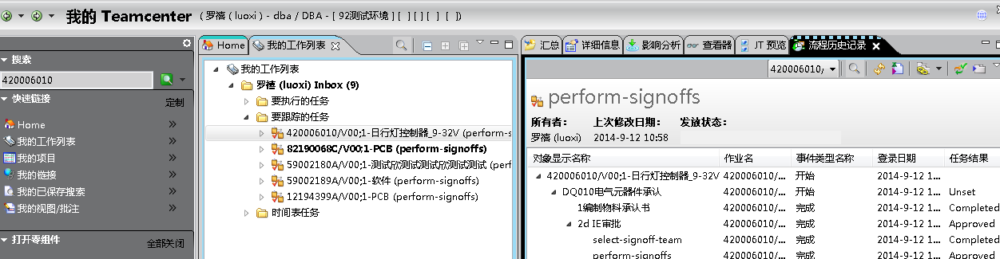 我的 Teamcenter ( 罗禧 ( luoxi ) - dba / DBA - [ 92测试环境 ] [ ] [ ] [ ] [ ])
搜索
420006010
快速链接 定制
Home
我的工作列表
我的项目
我的链接
我的已保存搜索
我的视图/批注
打开零组件 全部关闭
Home 我的工作列表
我的工作列表
罗禧 (luoxi) Inbox (9)
要执行的任务
要跟踪的任务
420006010/V00;1-日行灯控制器_9-32V (perform-s
82190068C/V00;1-PCB (perform-signoffs)
59002180A/V00;1-测试欣测试测试欣测试测试 (perf
59002189A/V00;1-软件 (perform-signoffs)
12194399A/V00;1-PCB (perform-signoffs)
时间表任务
汇总 详细信息 影响分析 查看器 JT 预览 流程历史记录
420006010/
perform-signoffs
所有者： 上次修改日期： 发放状态：
罗禧 (luoxi) 2014-9-12 10:58
对象显示名称 作业名 事件类型名称 登录日期 任务结果
420006010/V00;1-日行灯控制器_9-32V 420006010/... 开始 2014-9-12 1...
DQ010电气元器件承认 420006010/... 开始 2014-9-12 1... Unset
1编制物料承认书 420006010/... 完成 2014-9-12 1... Completed
2d IE审批 420006010/... 完成 2014-9-12 1... Approved
select-signoff-team 420006010/... 完成 2014-9-12 1... Completed
perform-signoffs 420006010/... 完成 2014-9-12 1... Approved